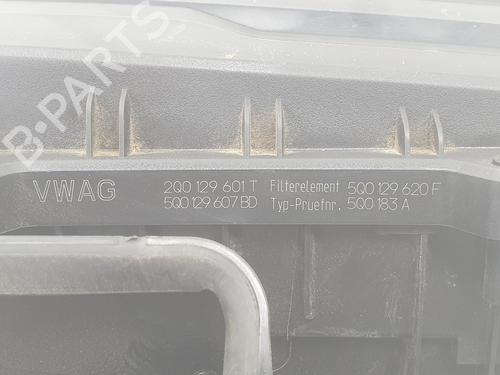 B-PARTS
VWAG
2Q0 129 601 T Filterelement 5Q0 129 620 F
5Q0 129 607 BD Typ-Pruefnr. 5Q0 183 A